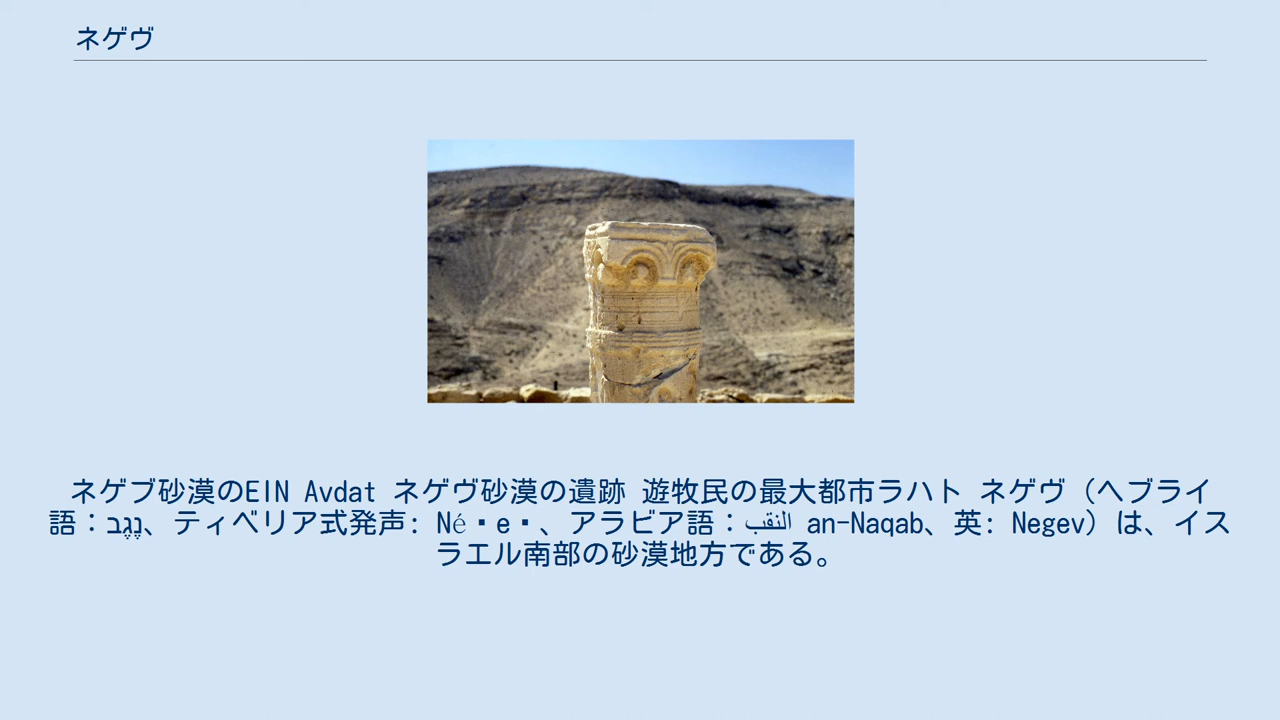 ネゲヴ
ネゲブ砂漠のEIN Avdat ネゲヴ砂漠の遺跡 遊牧民の最大都市ラハト ネゲヴ（ヘブライ
語：נֶגֶב、ティベリア式発声: Né·e·、アラビア語：النقب an-Naqab、英: Negev）は、イス
ラエル南部の砂漠地方である。